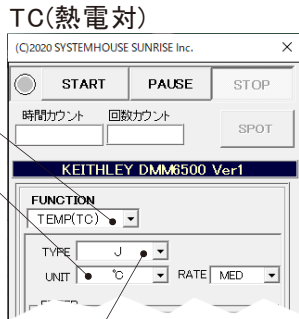 TC(熱電対)
(C)2020 SYSTEMHOUSE SUNRISE Inc. ×
START PAUSE STOP
時間カウント 回数カウント
SPOT
KEITHLEY DMM6500 Ver1
FUNCTION
TEMP(TC)
TYPE J
UNIT ℃ RATE MED